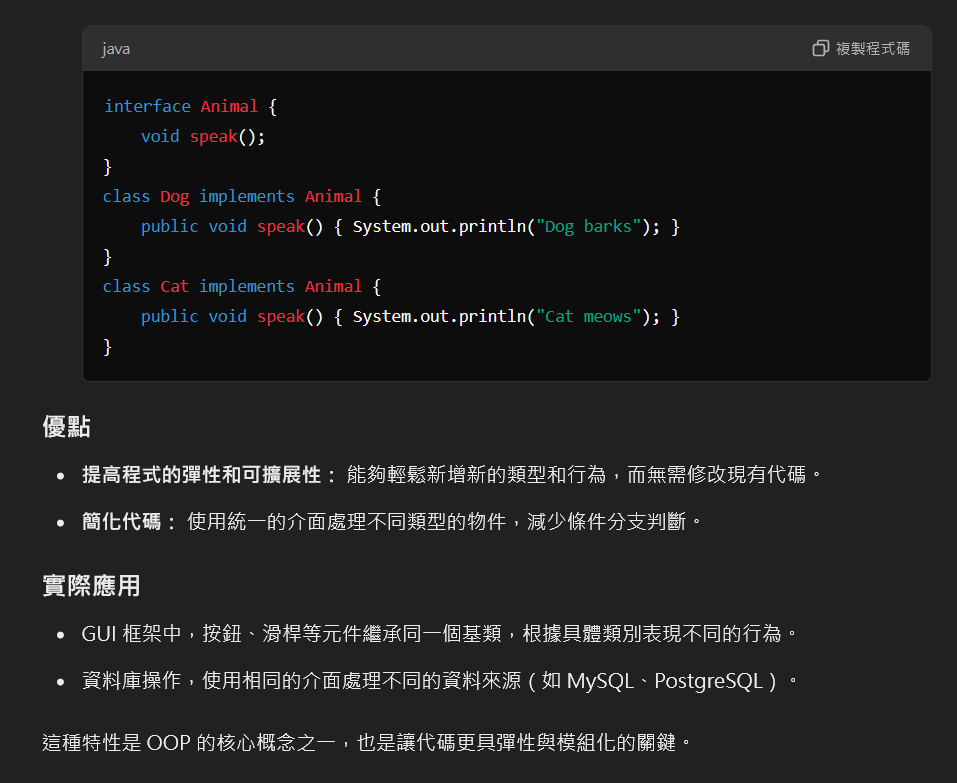 java
複製程式碼
interface Animal {
    void speak();
}
class Dog implements Animal {
    public void speak() { System.out.println("Dog barks"); }
}
class Cat implements Animal {
    public void speak() { System.out.println("Cat meows"); }
}
優點
• 提高程式的彈性和可擴展性： 能夠輕鬆新增新的類型和行為，而無需修改現有代碼。
• 簡化代碼： 使用統一的介面處理不同類型的物件，減少條件分支判斷。
實際應用
• GUI 框架中，按鈕、滑桿等元件繼承同一個基類，根據具體類別表現不同的行為。
• 資料庫操作，使用相同的介面處理不同的資料來源（如 MySQL、PostgreSQL）。
這種特性是 OOP 的核心概念之一，也是讓代碼更具彈性與模組化的關鍵。